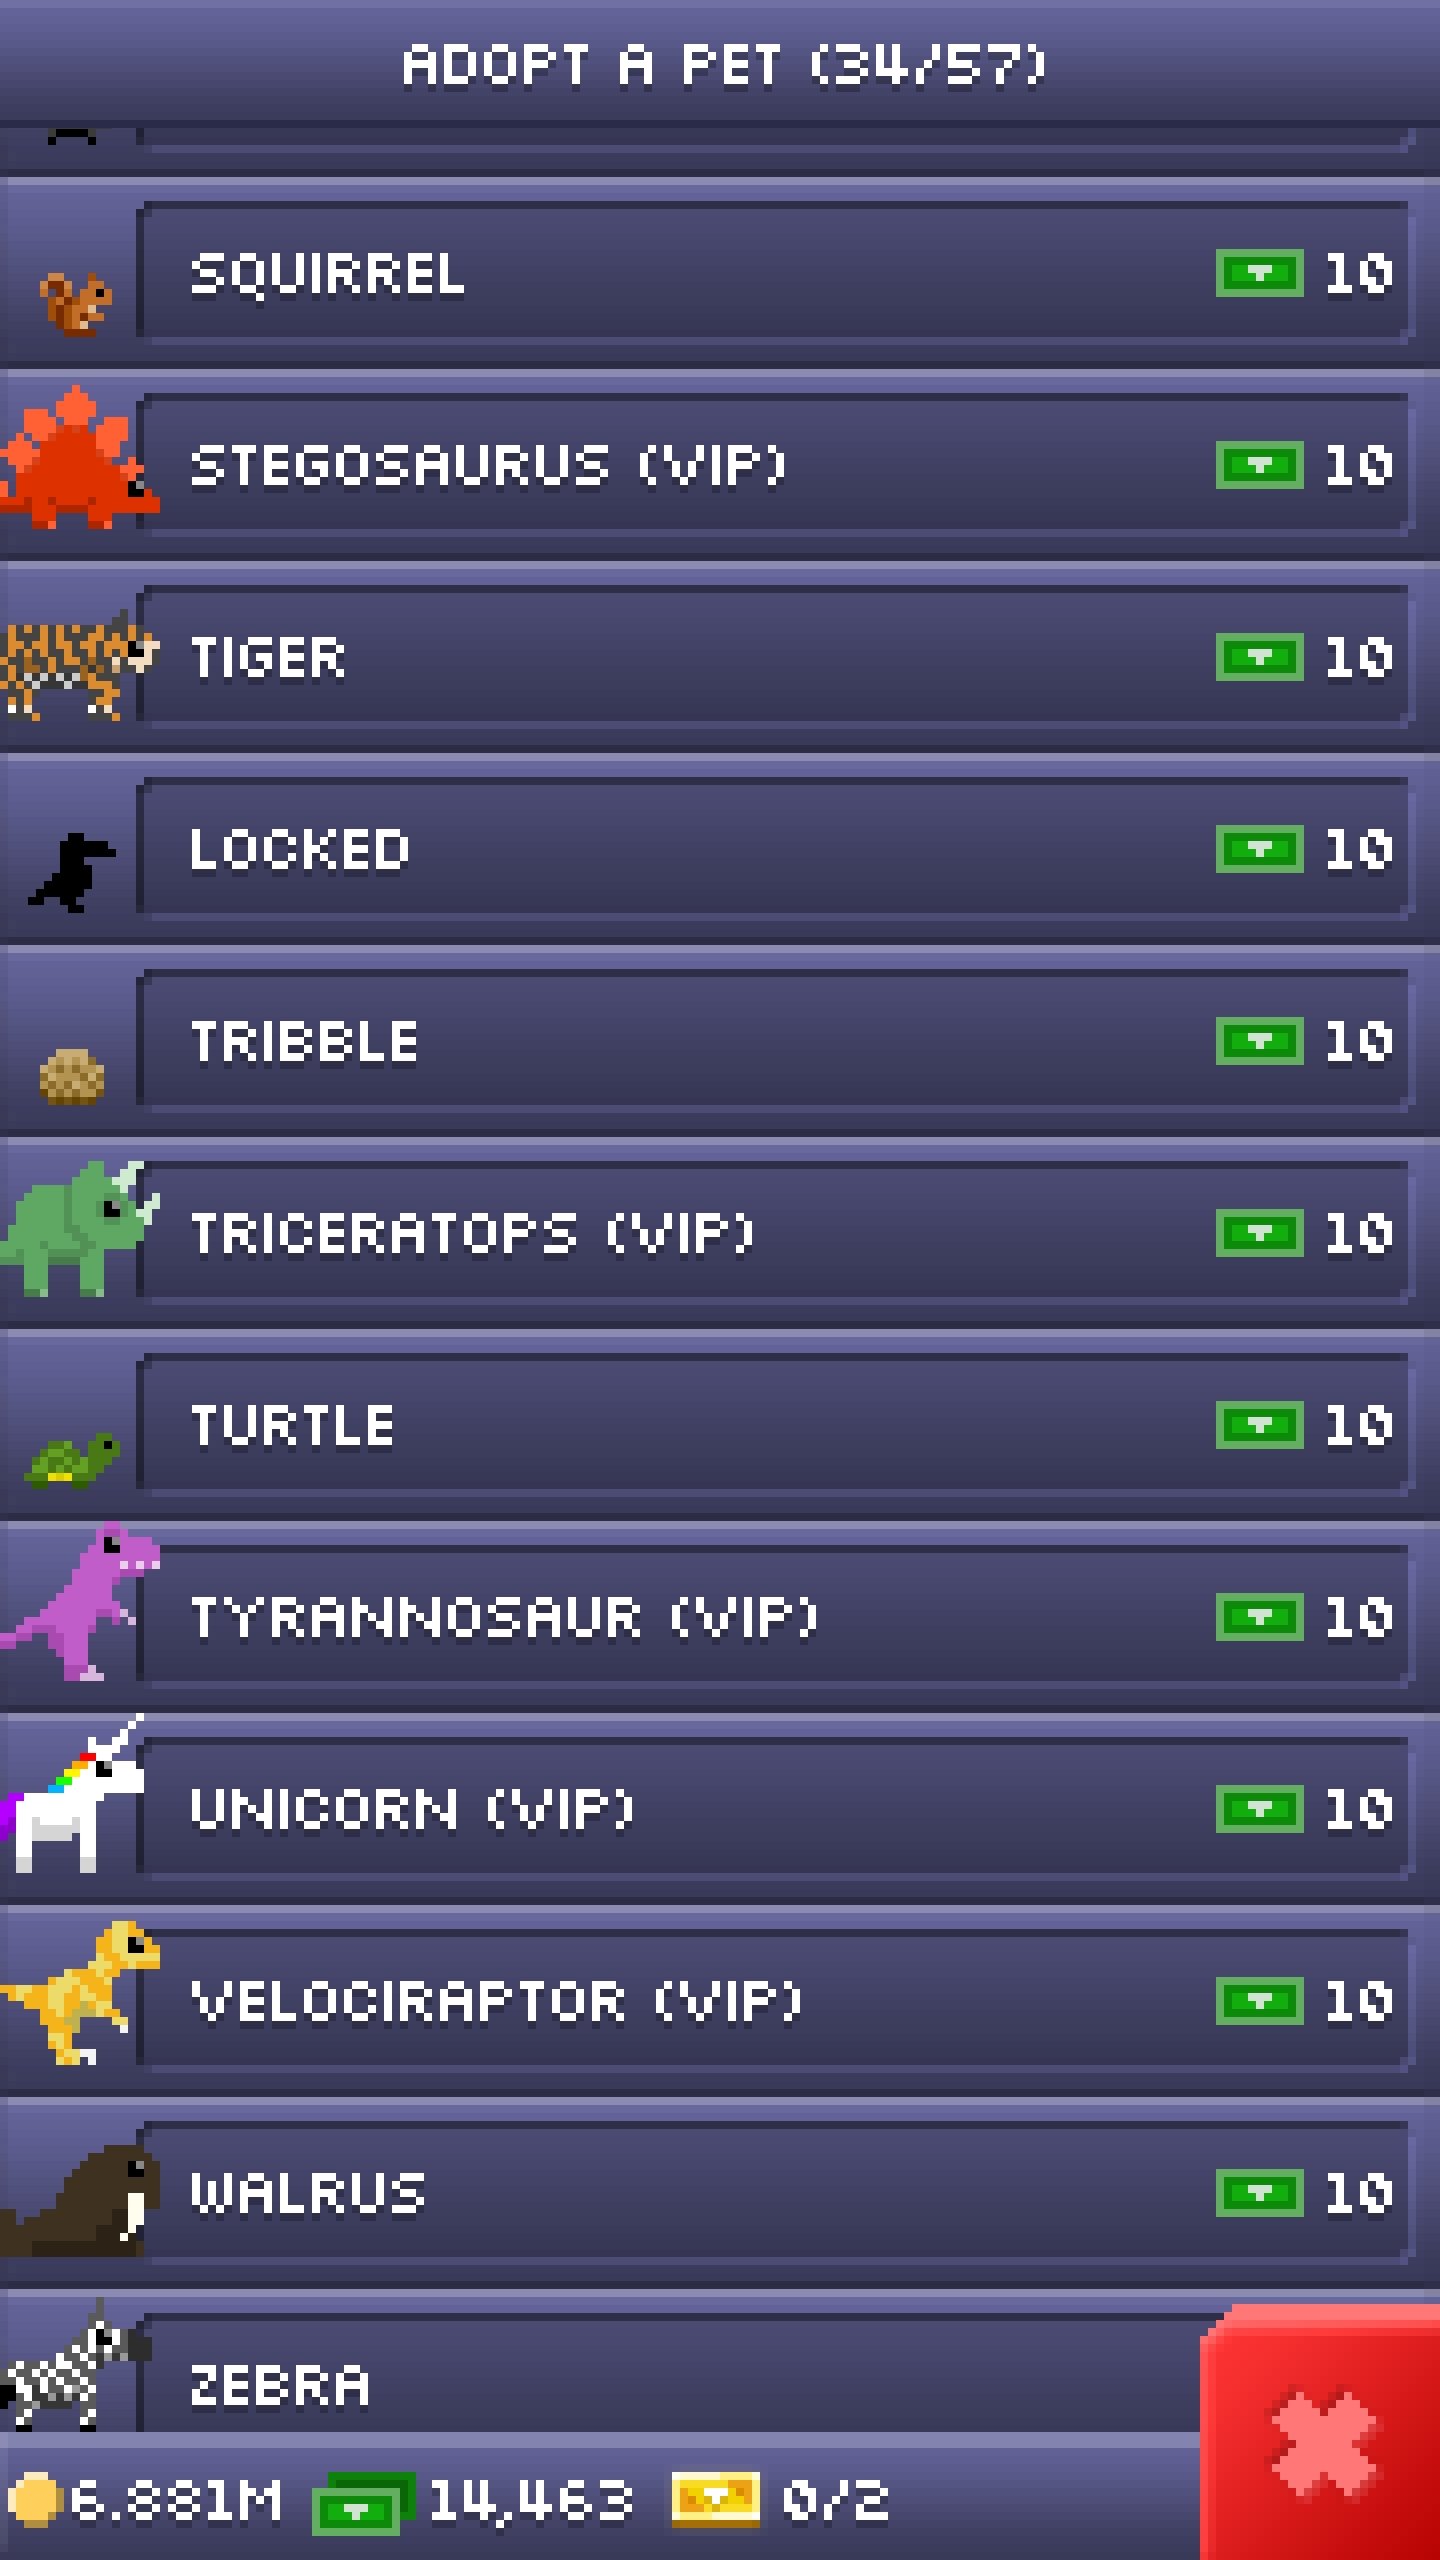 ADOPT A PET (34/57)
SQUIRREL 10
STEGOSAURUS (VIP) 10
TIGER 10
LOCKED 10
TRIBBLE 10
TRICERATOPS (VIP) 10
TURTLE 10
TYRANNOSAUR (VIP) 10
UNICORN (VIP) 10
VELOCIRAPTOR (VIP) 10
WALRUS 10
ZEBRA
6.881M 14,463 0/2